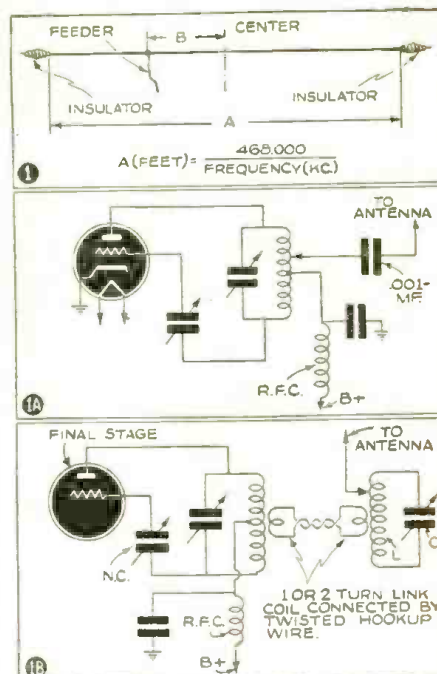 FEEDER
B
CENTER
INSULATOR
INSULATOR
A
A (FEET) = 468,000
FREQUENCY (KC.)
1
TO
ANTENNA
.001-
MF.
R.F.C.
B+
1A
FINAL STAGE
TO
ANTENNA
N.C.
L
C
1 OR 2 TURN LINK
COIL CONNECTED BY
TWISTED HOOKUP
WIRE.
R.F.C.
B+
1B